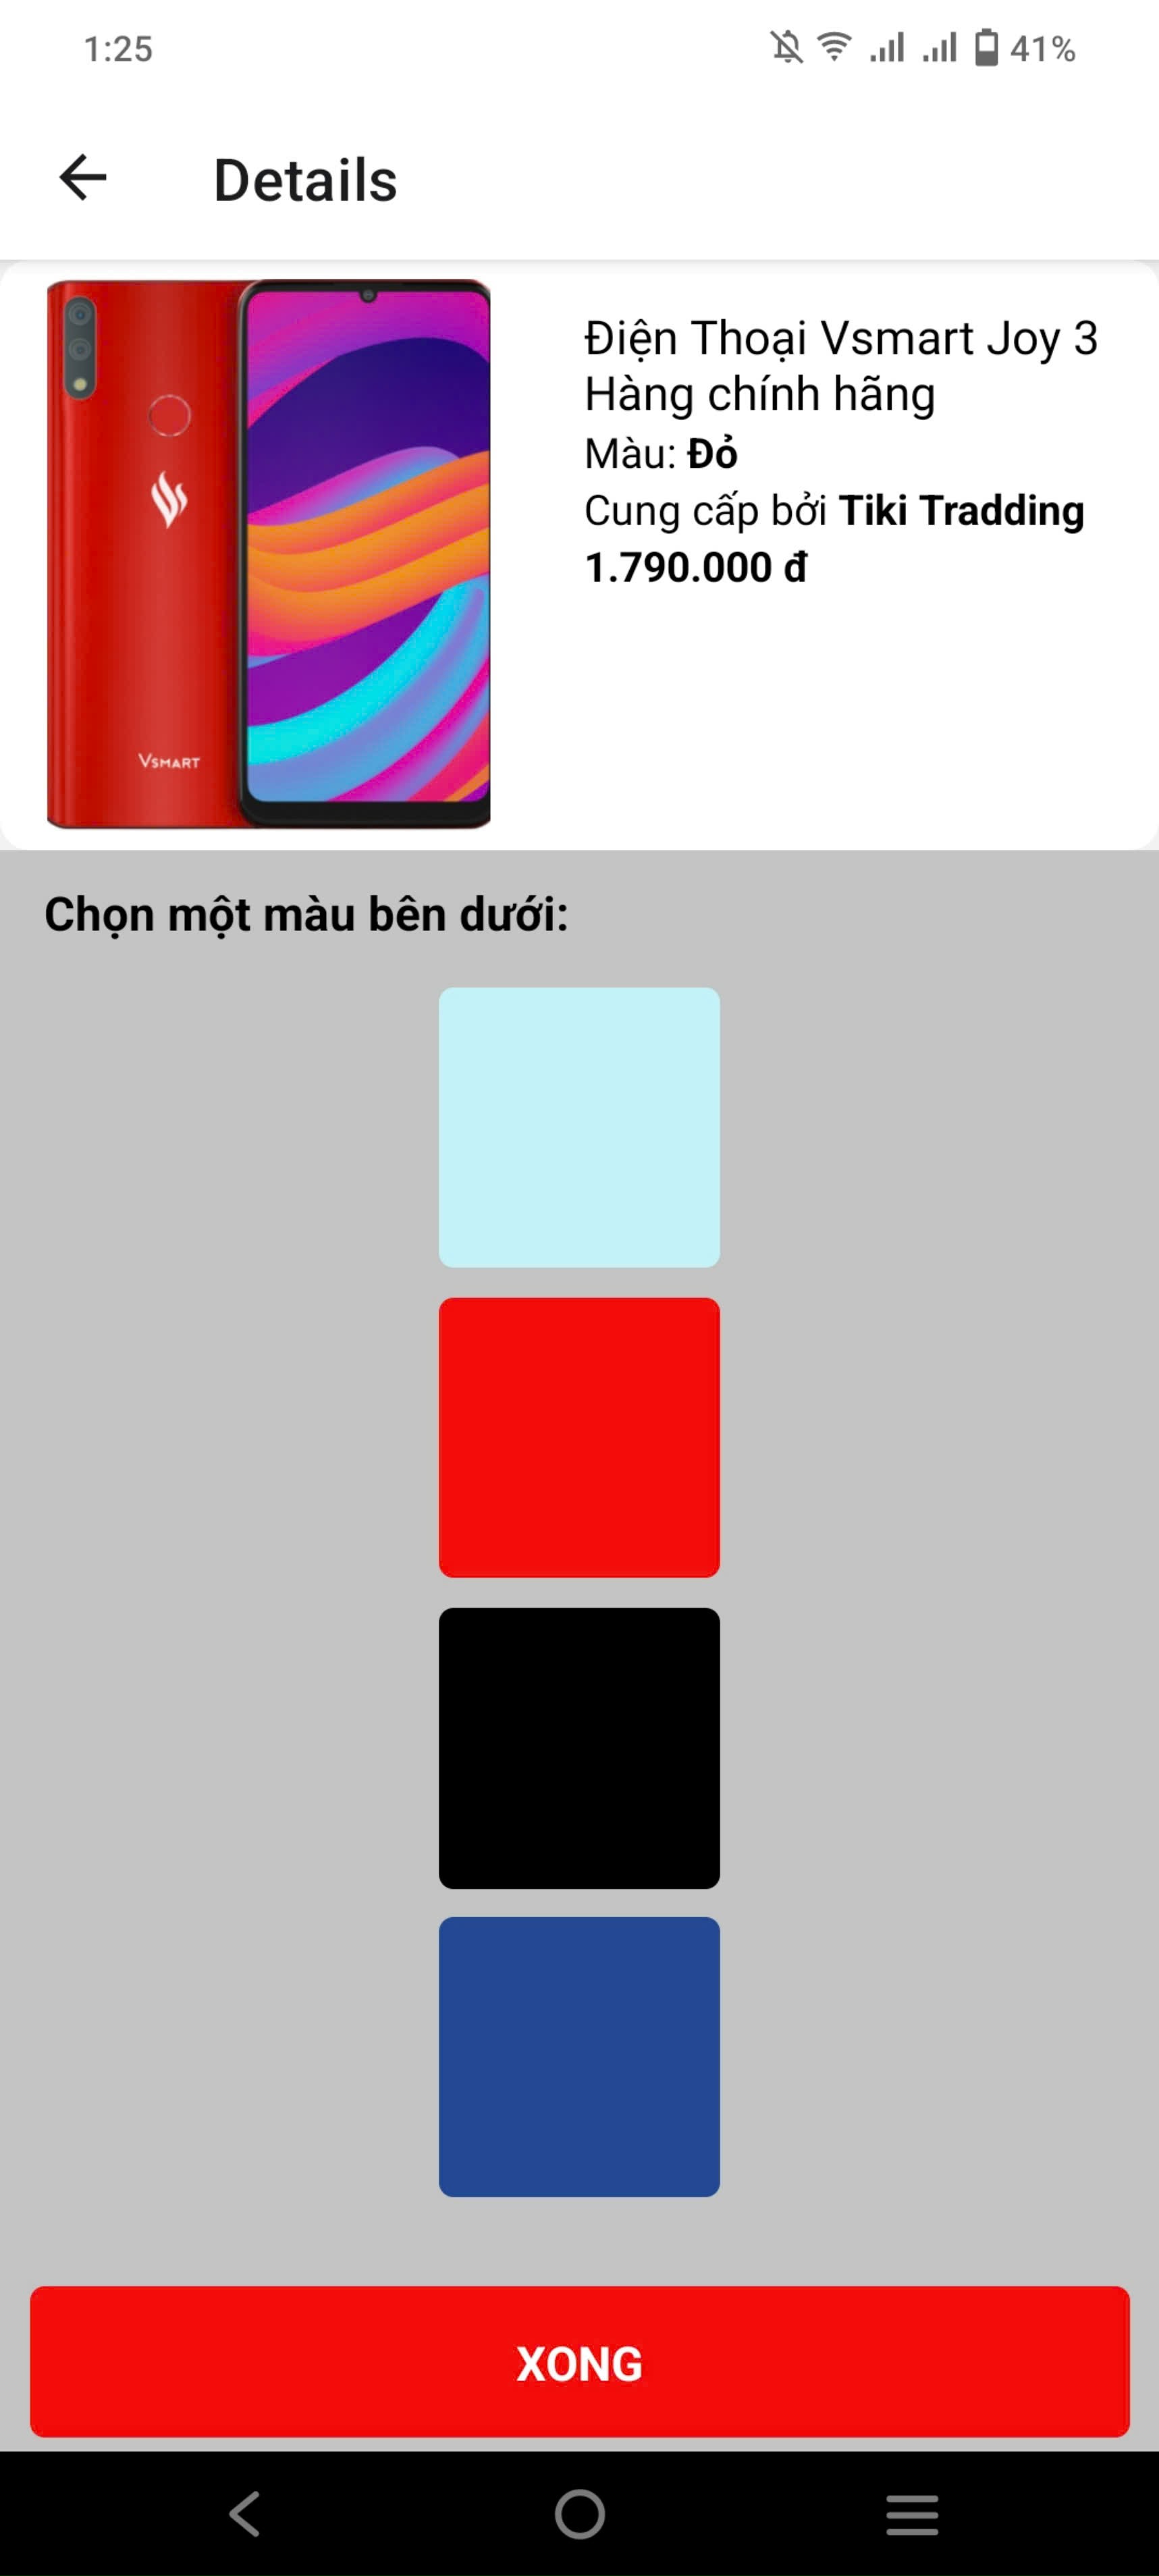 1:25
41%
Details
Điện Thoại Vsmart Joy 3
Hàng chính hãng
Màu: Đỏ
Cung cấp bởi Tiki Tradding
1.790.000 đ
VSMART
Chọn một màu bên dưới:
XONG